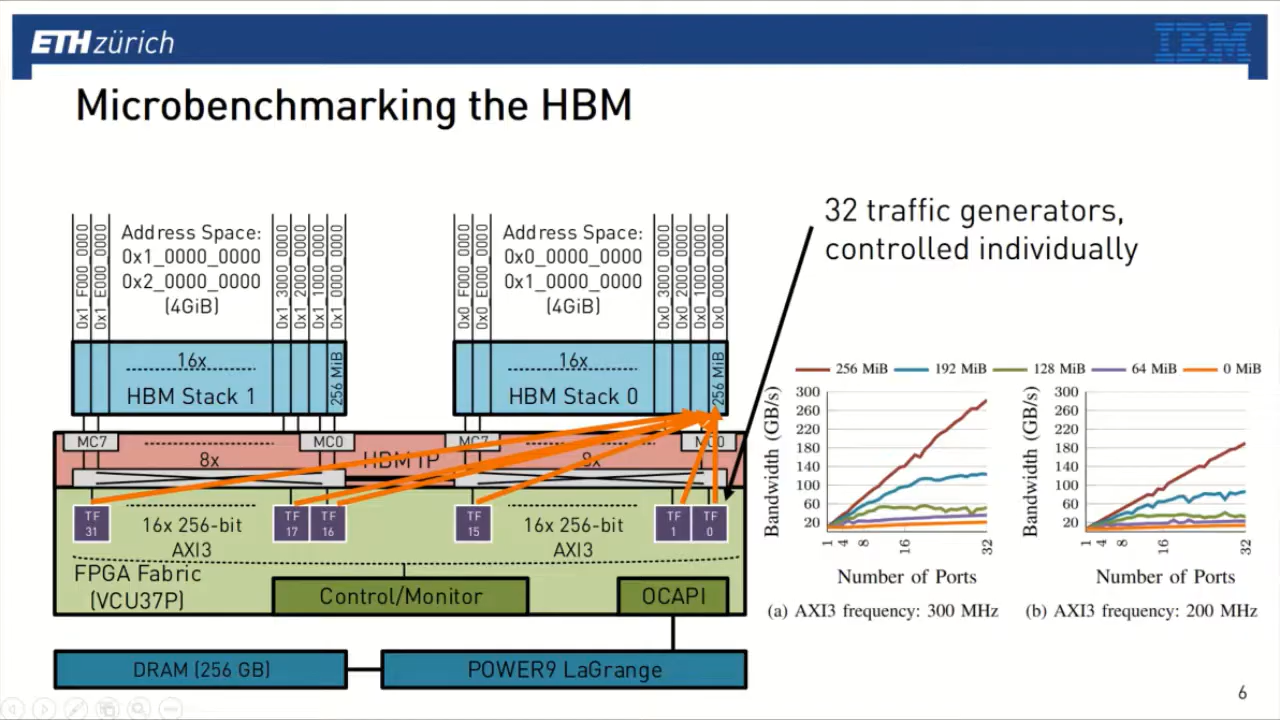 ETH zürich
IBM
Microbenchmarking the HBM
32 traffic generators,
controlled individually
0x1_F000_0000
0x1_E000_0000
Address Space:
0x1_0000_0000
0x2_0000_0000
(4GiB)
0x1_3000_0000
0x1_2000_0000
0x1_1000_0000
0x1_0000_0000
0x0_F000_0000
0x0_E000_0000
Address Space:
0x0_0000_0000
0x1_0000_0000
(4GiB)
0x0_3000_0000
0x0_2000_0000
0x0_1000_0000
0x0_0000_0000
16x
HBM Stack 1
256 MiB
16x
HBM Stack 0
256 MiB
MC7
MC0
MC7
MC0
8x
HBM IP
8x
TF
31
16x 256-bit
AXI3
TF
17
TF
16
TF
15
16x 256-bit
AXI3
TF
1
TF
0
FPGA Fabric
(VCU37P)
Control/Monitor
OCAPI
DRAM (256 GB)
POWER9 LaGrange
256 MiB
192 MiB
128 MiB
64 MiB
0 MiB
Bandwidth (GB/s)
300
260
220
180
140
100
60
20
1
4
8
16
32
Number of Ports
(a) AXI3 frequency: 300 MHz
Bandwidth (GB/s)
300
260
220
180
140
100
60
20
1
4
8
16
32
Number of Ports
(b) AXI3 frequency: 200 MHz
6